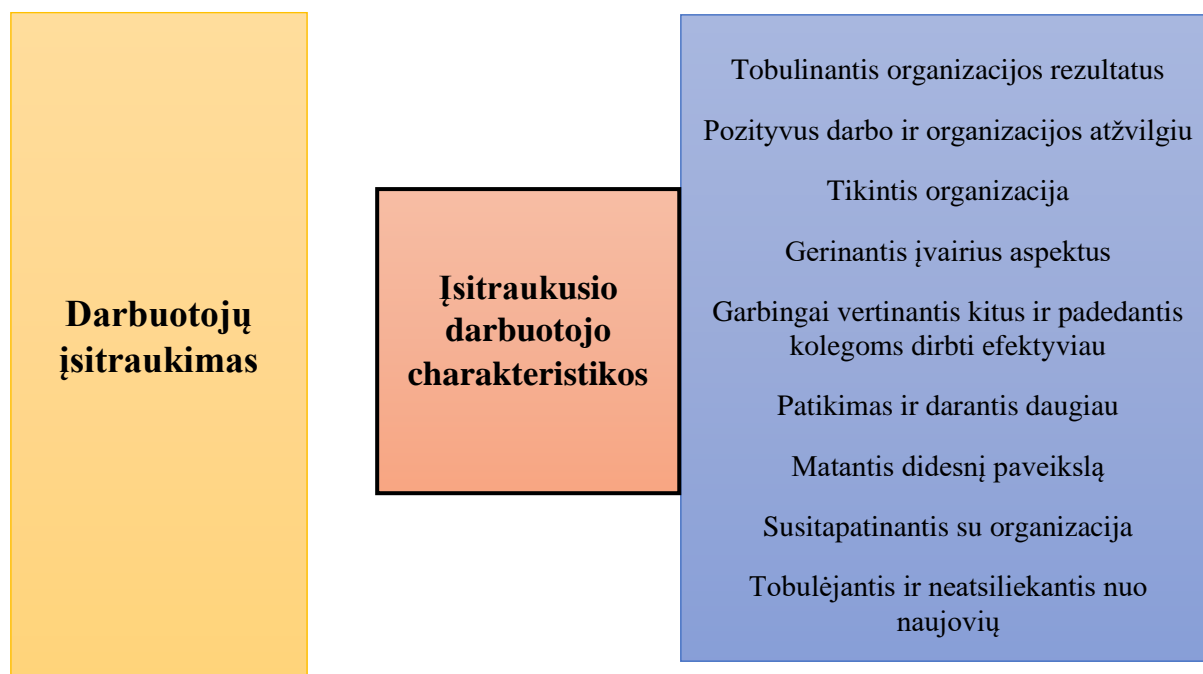 Darbuotojų
įsitraukimas
Įsitraukusio
darbuotojo
charakteristikos
Tobulinantis organizacijos rezultatus
Pozityvus darbo ir organizacijos atžvilgiu
Tikintis organizacija
Gerinantis įvairius aspektus
Garbingai vertinantis kitus ir padedantis
kolegoms dirbti efektyviau
Patikimas ir darantis daugiau
Matantis didesnį paveikslą
Susitapatinantis su organizacija
Tobulėjantis ir neatsiliekantis nuo
naujovių